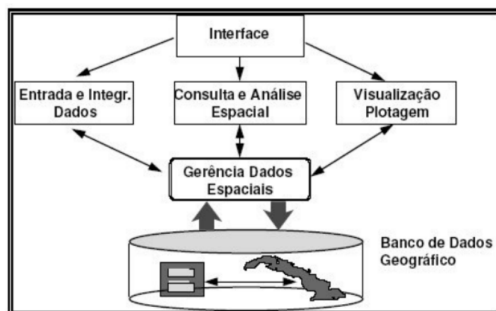 Interface
Entrada e Integr.
Dados
Consulta e Análise
Espacial
Visualização
Plotagem
Gerência Dados
Espaciais
Banco de Dados
Geográfico